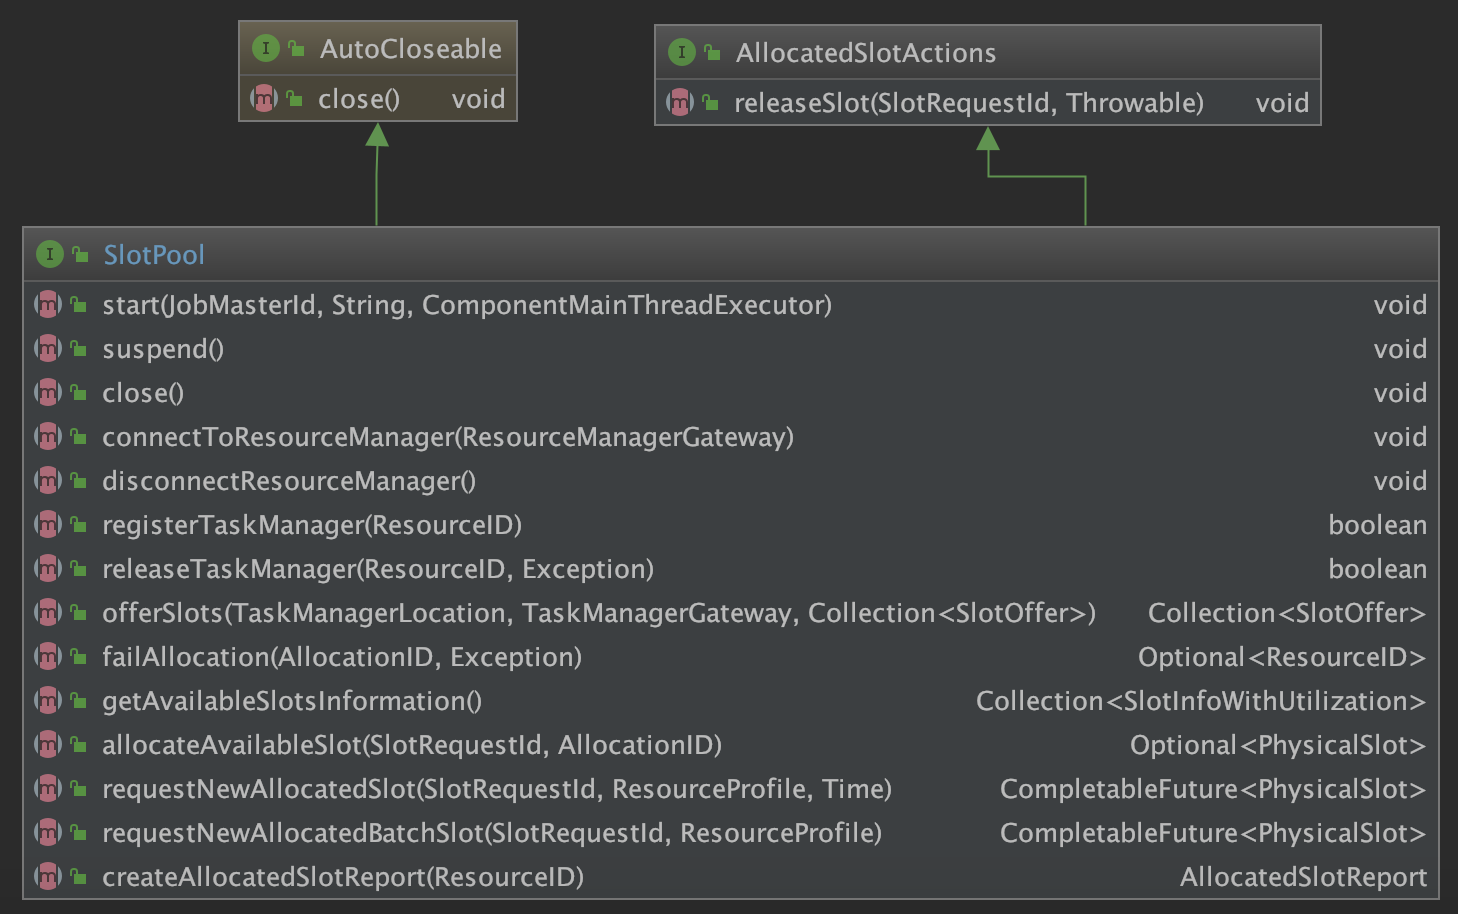 AutoCloseable
close() void
AllocatedSlotActions
releaseSlot(SlotRequestId, Throwable) void
SlotPool
start(JobMasterId, String, ComponentMainThreadExecutor) void
suspend() void
close() void
connectToResourceManager(ResourceManagerGateway) void
disconnectResourceManager() void
registerTaskManager(ResourceID) boolean
releaseTaskManager(ResourceID, Exception) boolean
offerSlots(TaskManagerLocation, TaskManagerGateway, Collection<SlotOffer>) Collection<SlotOffer>
failAllocation(AllocationID, Exception) Optional<ResourceID>
getAvailableSlotsInformation() Collection<SlotInfoWithUtilization>
allocateAvailableSlot(SlotRequestId, AllocationID) Optional<PhysicalSlot>
requestNewAllocatedSlot(SlotRequestId, ResourceProfile, Time) CompletableFuture<PhysicalSlot>
requestNewAllocatedBatchSlot(SlotRequestId, ResourceProfile) CompletableFuture<PhysicalSlot>
createAllocatedSlotReport(ResourceID) AllocatedSlotReport